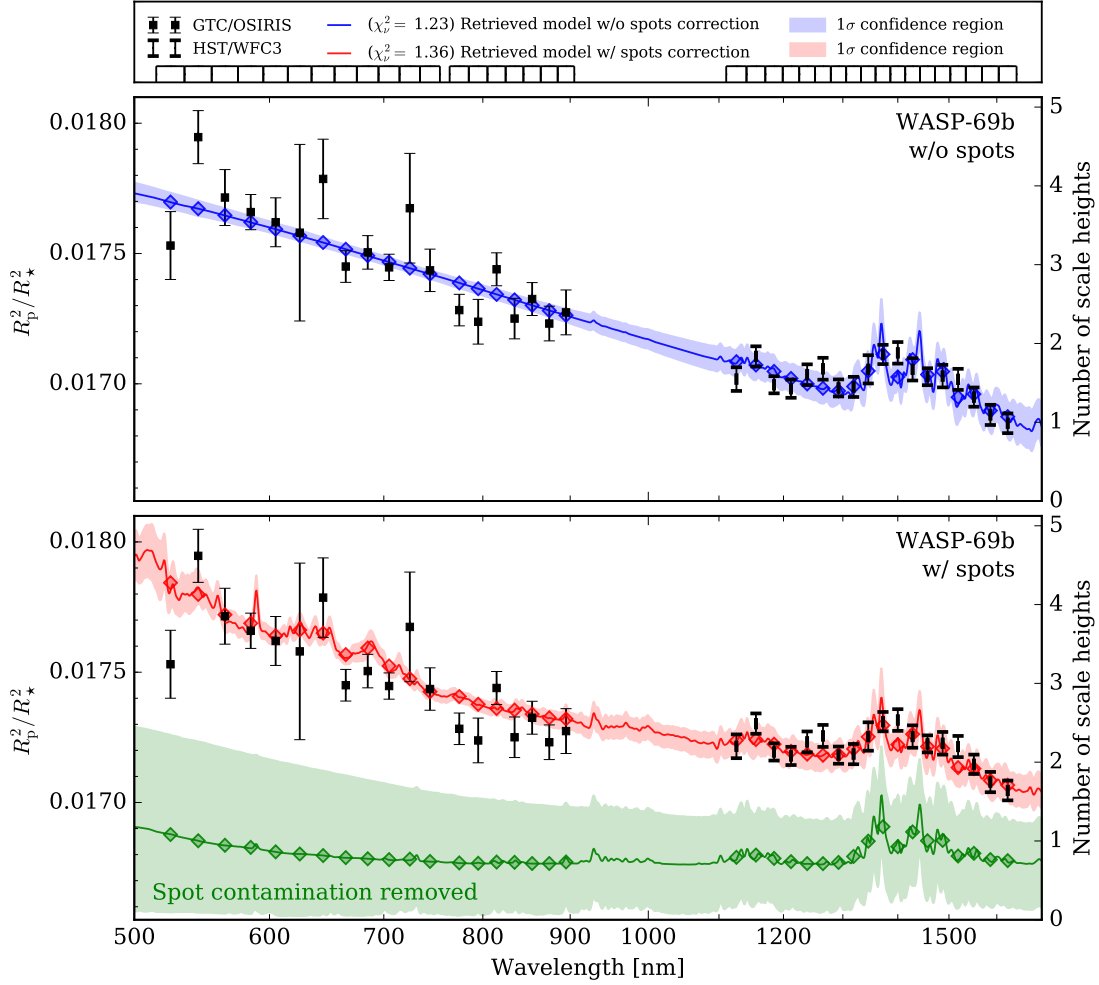 GTC/OSIRIS
HST/WFC3
(χ²ᵥ = 1.23) Retrieved model w/o spots correction
(χ²ᵥ = 1.36) Retrieved model w/ spots correction
1σ confidence region
1σ confidence region
WASP-69b
w/o spots
R²ₚ/R²⋆
0.0180
0.0175
0.0170
5
4
3
2
1
0
Number of scale heights
WASP-69b
w/ spots
R²ₚ/R²⋆
0.0180
0.0175
0.0170
5
4
3
2
1
0
Number of scale heights
Spot contamination removed
500 600 700 800 900 1000 1200 1500
Wavelength [nm]